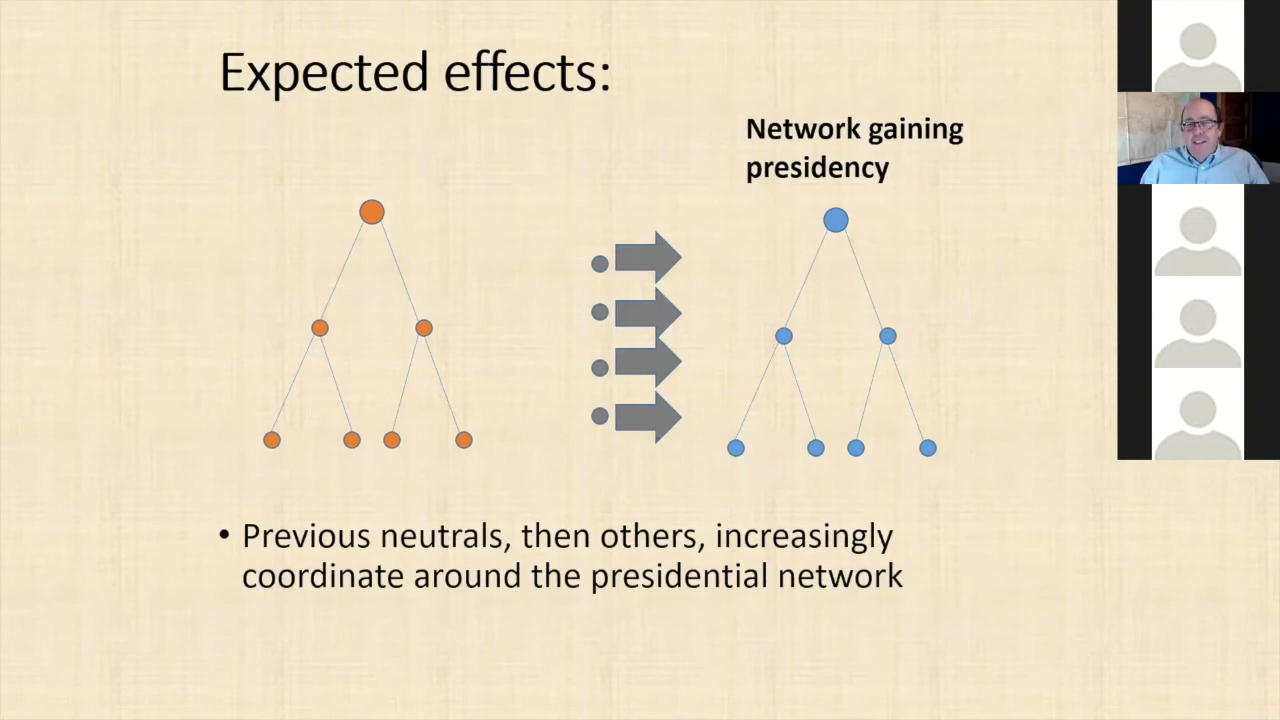 Expected effects:
Network gaining
presidency
• Previous neutrals, then others, increasingly
coordinate around the presidential network